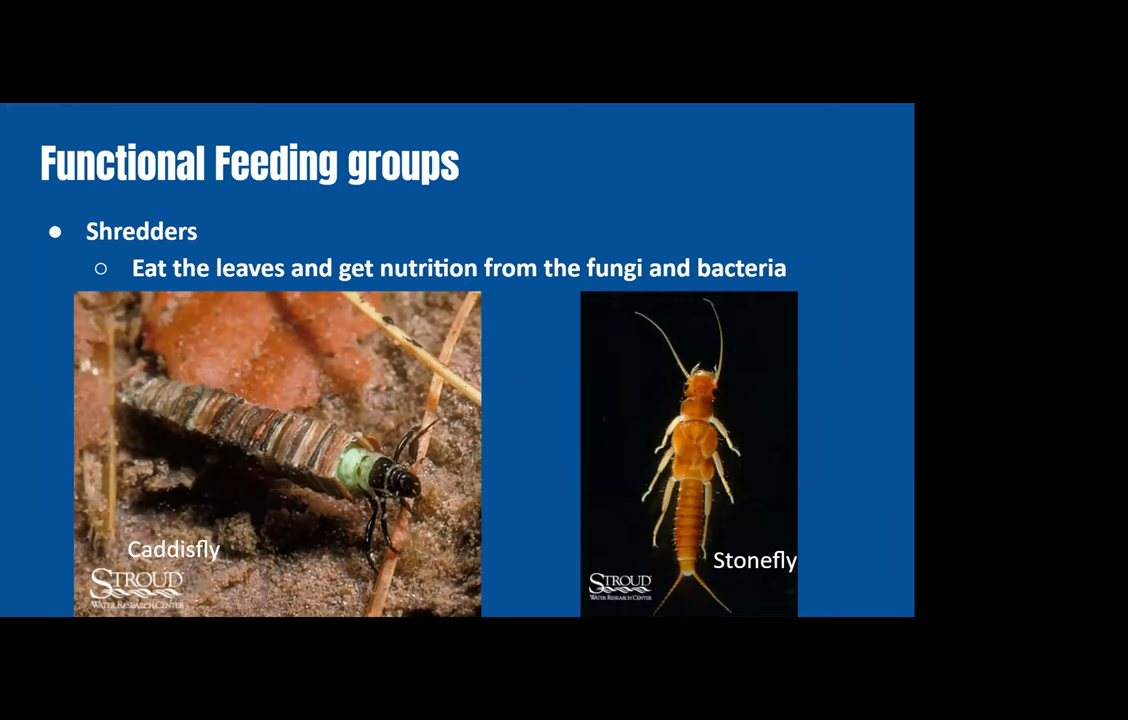 Functional Feeding groups
● Shredders
○ Eat the leaves and get nutrition from the fungi and bacteria
Caddisfly
STROUD
WATER RESEARCH CENTER
Stonefly
STROUD
WATER RESEARCH CENTER